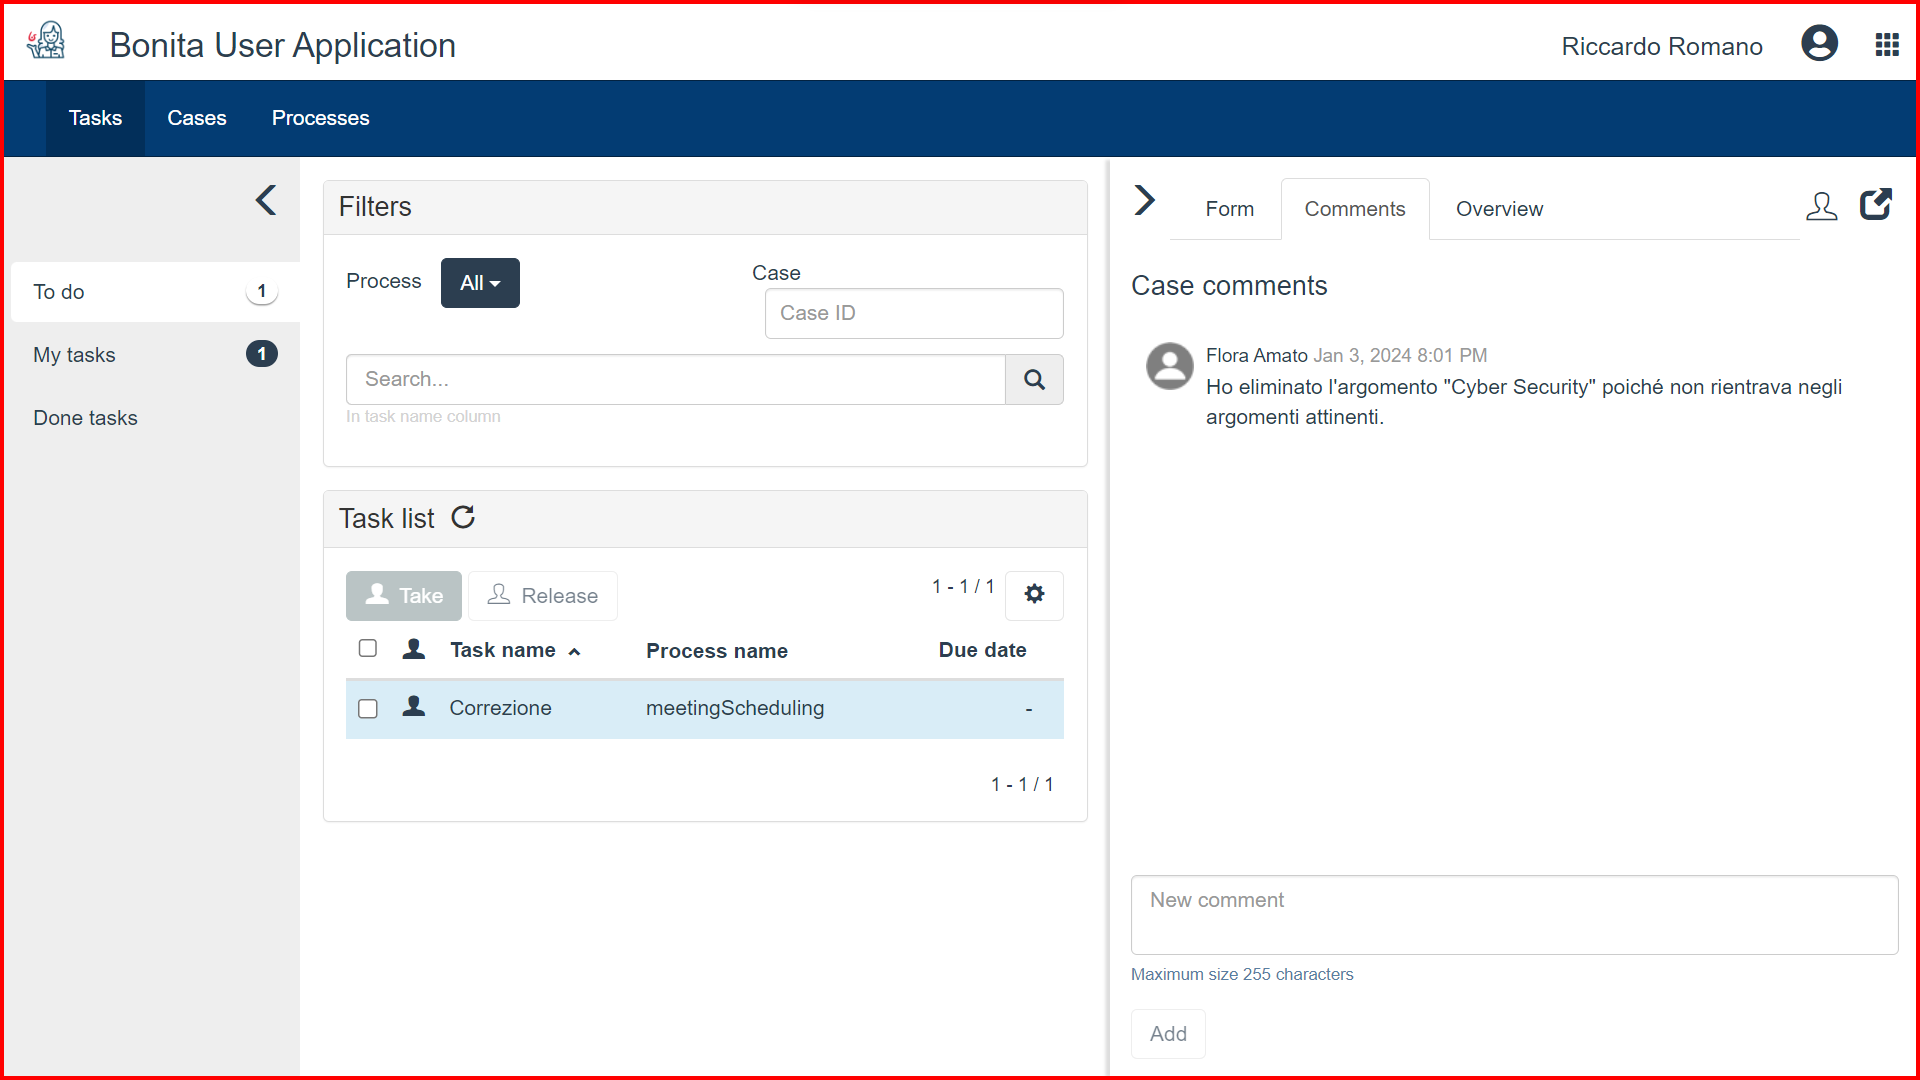 Bonita User Application
Riccardo Romano
Tasks
Cases
Processes
To do
1
My tasks
1
Done tasks
Filters
Process
All
Case
Case ID
Search...
In task name column
Task list
Take
Release
1 - 1 / 1
Task name
Process name
Due date
Correzione
meetingScheduling
-
1 - 1 / 1
Form
Comments
Overview
Case comments
Flora Amato Jan 3, 2024 8:01 PM
Ho eliminato l'argomento "Cyber Security" poiché non rientrava negli
argomenti attinenti.
New comment
Maximum size 255 characters
Add